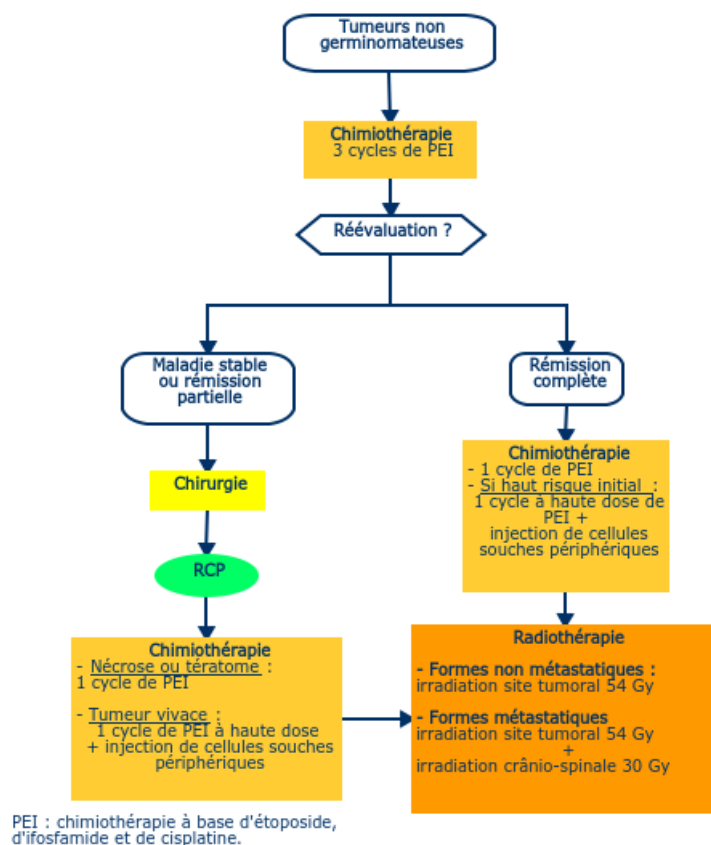 Tumeurs non
germinomateuses
Chimiothérapie
3 cycles de PEI
Réévaluation ?
Maladie stable
ou rémission
partielle
Rémission
complète
Chirurgie
RCP
Chimiothérapie
- 1 cycle de PEI
- Si haut risque initial :
1 cycle à haute dose de
PEI +
injection de cellules
souches périphériques
Chimiothérapie
- Nécrose ou tératome :
1 cycle de PEI
- Tumeur vivace :
1 cycle de PEI à haute dose
+ injection de cellules souches
périphériques
Radiothérapie
- Formes non métastatiques :
irradiation site tumoral 54 Gy
- Formes métastatiques
irradiation site tumoral 54 Gy
+
irradiation crânio-spinale 30 Gy
PEI : chimiothérapie à base d'étoposide,
d'ifosfamide et de cisplatine.